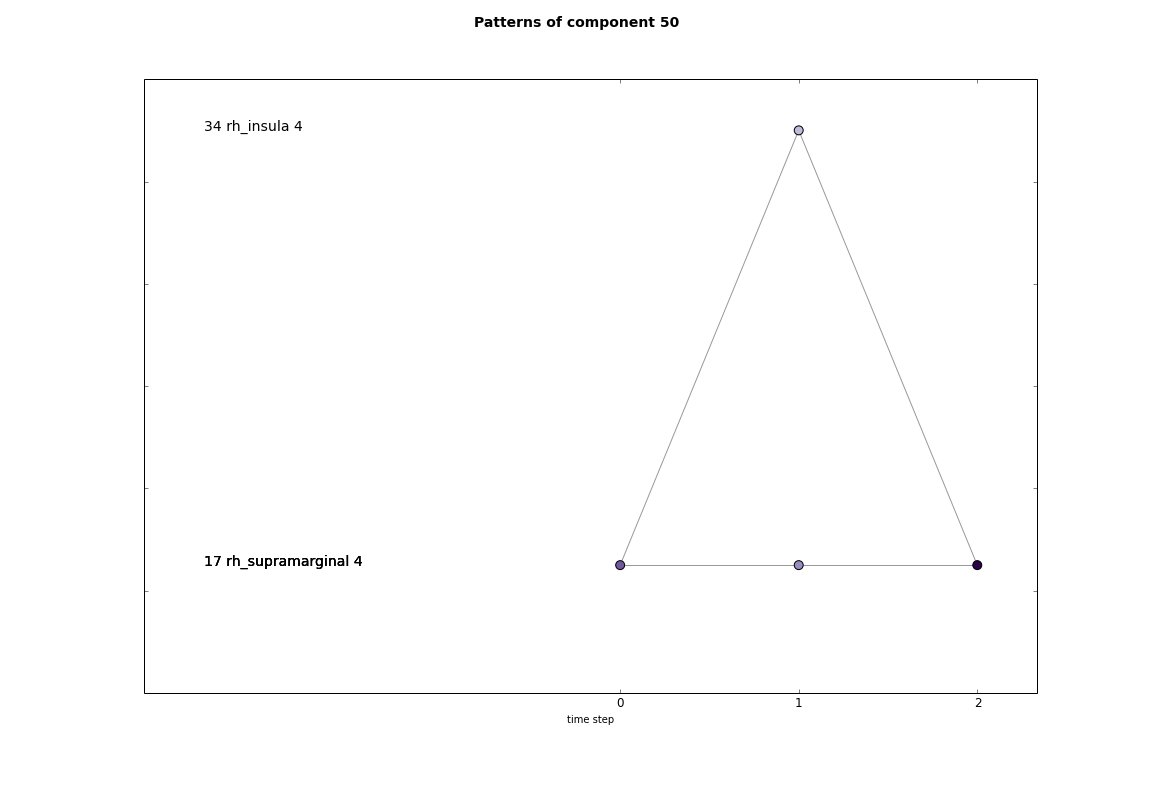 Patterns of component 50
34 rh_insula 4
17 rh_supramarginal 4
0 1 2
time step